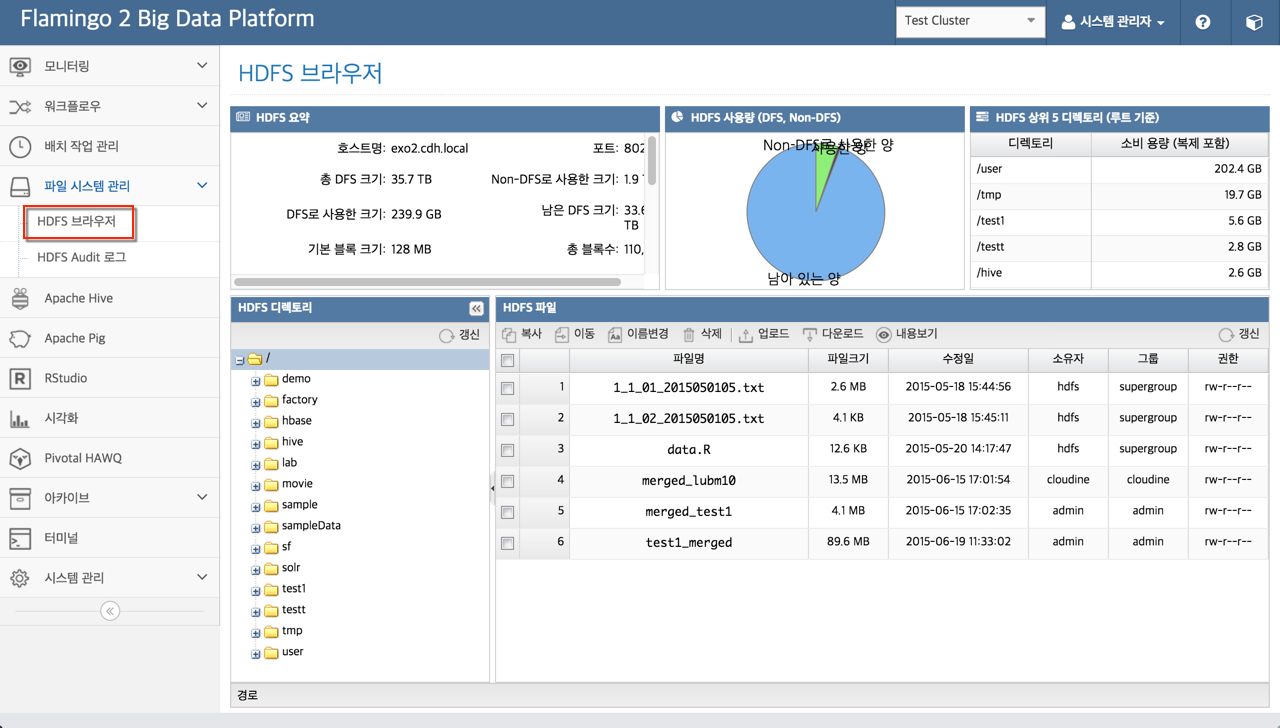 Flamingo 2 Big Data Platform
Test Cluster
시스템 관리자
모니터링
워크플로우
배치 작업 관리
파일 시스템 관리
HDFS 브라우저
HDFS Audit 로그
Apache Hive
Apache Pig
RStudio
시각화
Pivotal HAWQ
아카이브
터미널
시스템 관리
HDFS 브라우저
HDFS 요약
호스트명: exo2.cdh.local 포트: 802
총 DFS 크기: 35.7 TB Non-DFS로 사용한 크기: 1.9
DFS로 사용한 크기: 239.9 GB 남은 DFS 크기: 33.6 TB
기본 블록 크기: 128 MB 총 블록수: 110,
HDFS 사용량 (DFS, Non-DFS)
Non-DFS로 사용한 양
사용한 양
남아 있는 양
HDFS 상위 5 디렉토리 (루트 기준)
디렉토리 소비 용량 (복제 포함)
/user 202.4 GB
/tmp 19.7 GB
/test1 5.6 GB
/testt 2.8 GB
/hive 2.6 GB
HDFS 디렉토리
갱신
/
demo
factory
hbase
hive
lab
movie
sample
sampleData
sf
solr
test1
testt
tmp
user
HDFS 파일
복사 이동 이름변경 삭제 업로드 다운로드 내용보기 갱신
파일명 파일크기 수정일 소유자 그룹 권한
1 1_1_01_2015050105.txt 2.6 MB 2015-05-18 15:44:56 hdfs supergroup rw-r--r--
2 1_1_02_2015050105.txt 4.1 KB 2015-05-18 15:45:11 hdfs supergroup rw-r--r--
3 data.R 12.6 KB 2015-05-20 14:17:47 hdfs supergroup rw-r--r--
4 merged_lubm10 13.5 MB 2015-06-15 17:01:54 cloudine cloudine rw-r--r--
5 merged_test1 4.1 MB 2015-06-15 17:02:35 admin admin rw-r--r--
6 test1_merged 89.6 MB 2015-06-19 11:33:02 admin admin rw-r--r--
경로